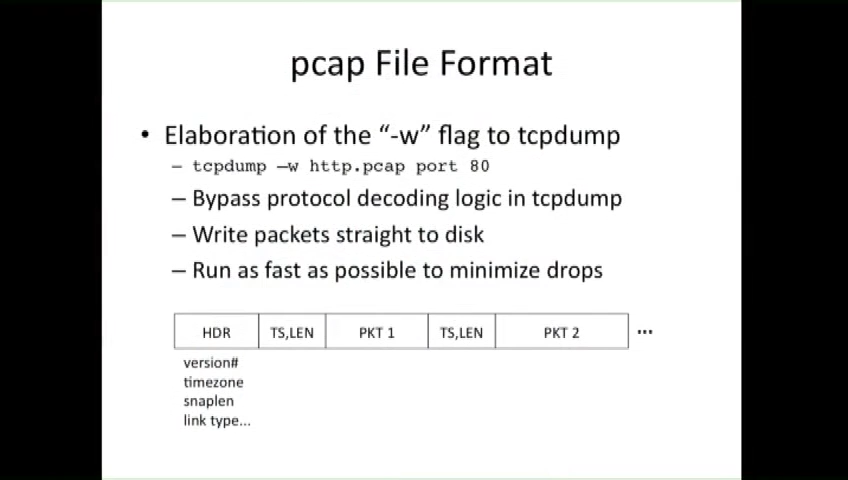 pcap File Format
• Elaboration of the “-w” flag to tcpdump
– tcpdump –w http.pcap port 80
– Bypass protocol decoding logic in tcpdump
– Write packets straight to disk
– Run as fast as possible to minimize drops
HDR TS,LEN PKT 1 TS,LEN PKT 2 ...
version#
timezone
snaplen
link type...